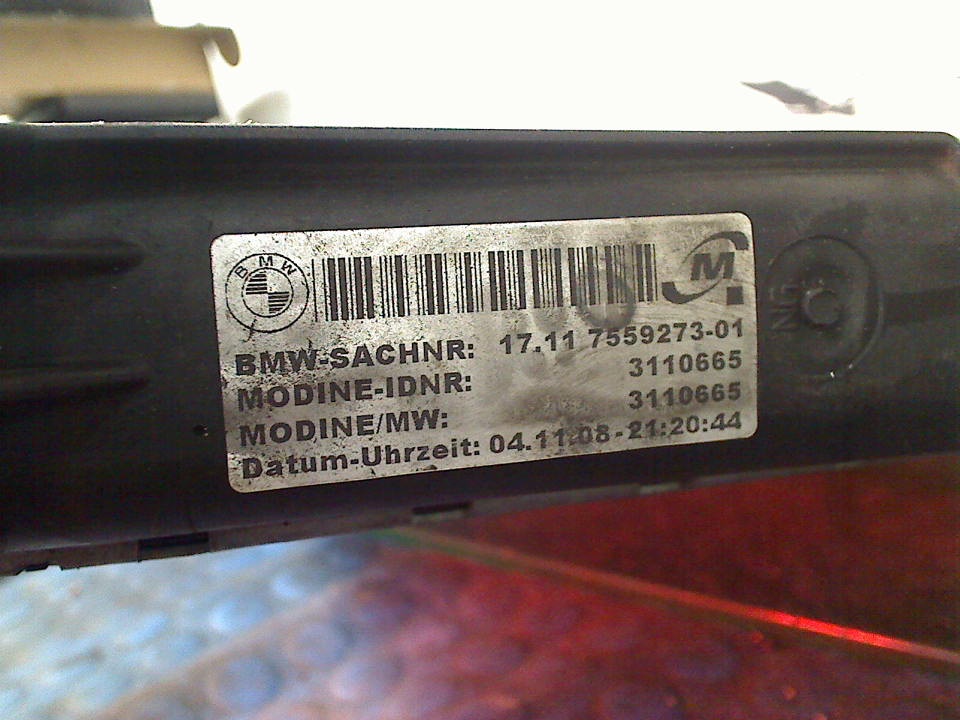 BMW
M
BMW-SACHNR: 17.11 7559273-01
MODINE-IDNR: 3110665
MODINE/MW: 3110665
Datum-Uhrzeit: 04.11.08-21:20:44